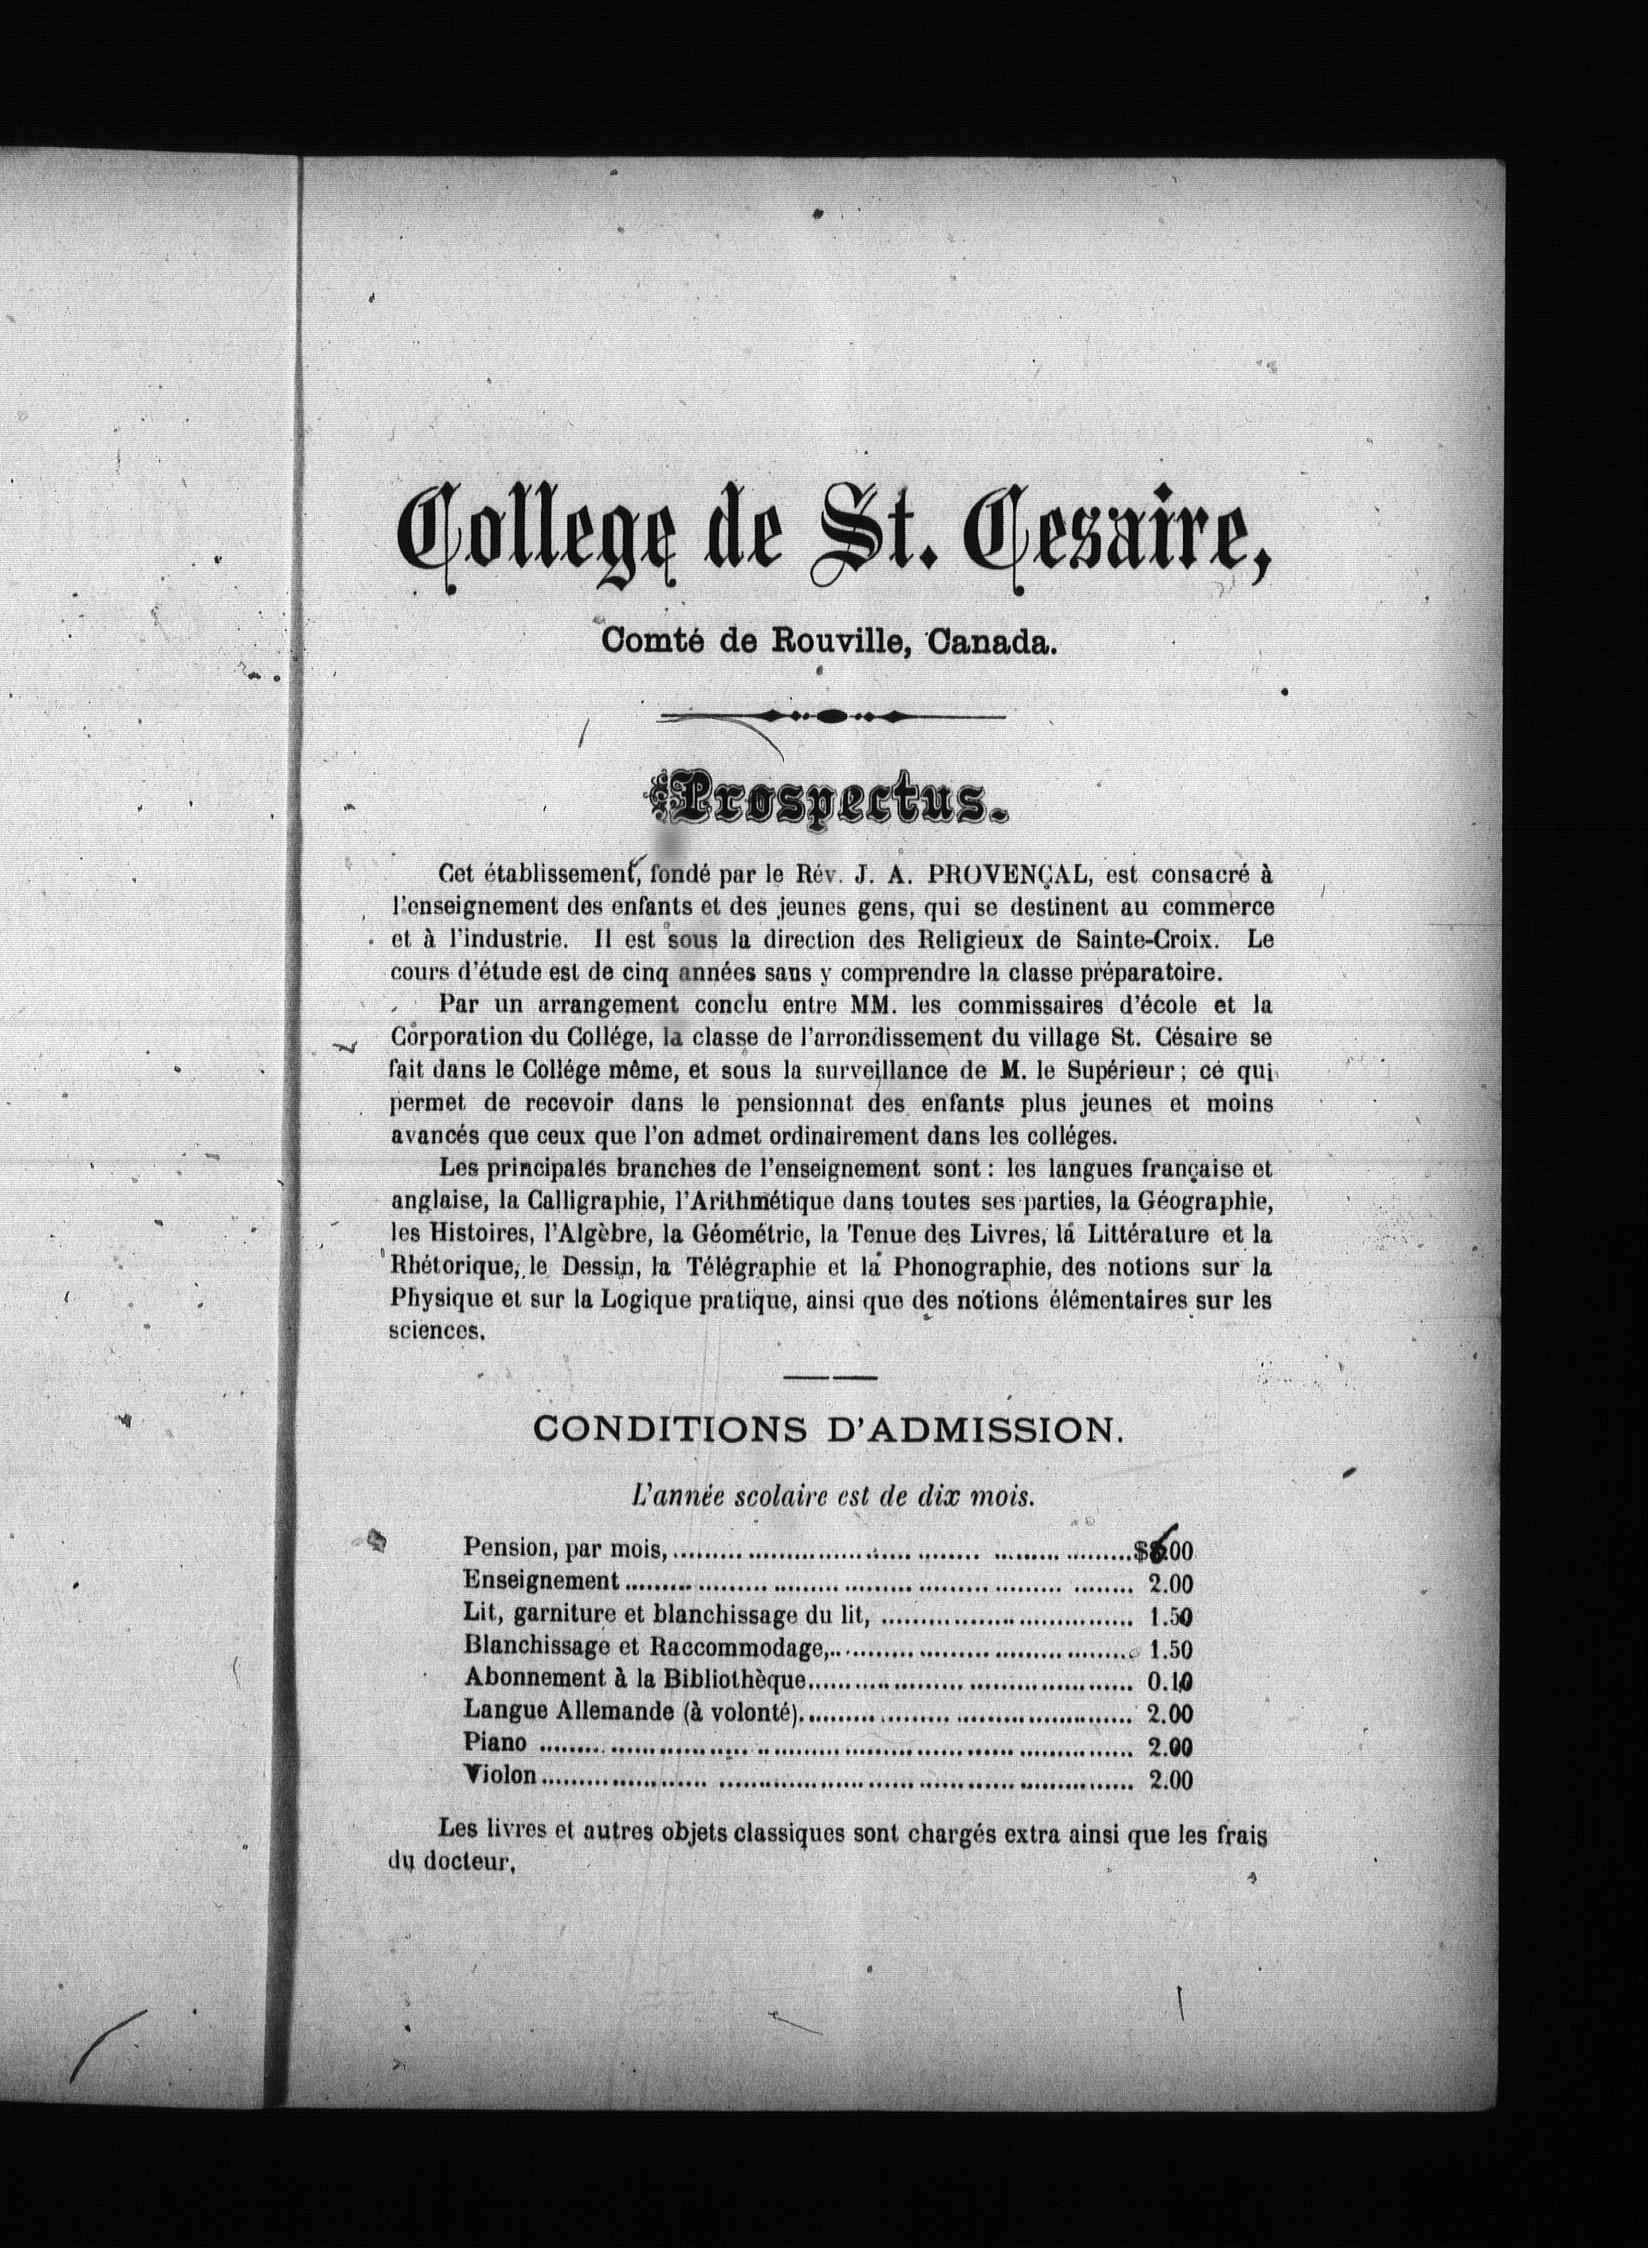 College de St. Cesaire,
Comté de Rouville, Canada.
Prospectus.
Cet établissement, fondé par le Rév. J. A. PROVENÇAL, est consacré à
l'enseignement des enfants et des jeunes gens, qui se destinent au commerce
et à l'industrie. Il est sous la direction des Religieux de Sainte-Croix. Le
cours d'étude est de cinq années sans y comprendre la classe préparatoire.
Par un arrangement conclu entre MM. les commissaires d'école et la
Corporation du Collége, la classe de l'arrondissement du village St. Césaire se
fait dans le Collége même, et sous la surveillance de M. le Supérieur ; ce qui
permet de recevoir dans le pensionnat des enfants plus jeunes et moins
avancés que ceux que l'on admet ordinairement dans les colléges.
Les principales branches de l'enseignement sont : les langues française et
anglaise, la Calligraphie, l'Arithmétique dans toutes ses parties, la Géographie,
les Histoires, l'Algèbre, la Géométrie, la Tenue des Livres, la Littérature et la
Rhétorique, le Dessin, la Télégraphie et la Phonographie, des notions sur la
Physique et sur la Logique pratique, ainsi que des notions élémentaires sur les
sciences.
CONDITIONS D'ADMISSION.
L'année scolaire est de dix mois.
Pension, par mois, $6.00
Enseignement 2.00
Lit, garniture et blanchissage du lit, 1.50
Blanchissage et Raccommodage, 1.50
Abonnement à la Bibliothèque 0.10
Langue Allemande (à volonté) 2.00
Piano 2.00
Violon 2.00
Les livres et autres objets classiques sont chargés extra ainsi que les frais
du docteur.